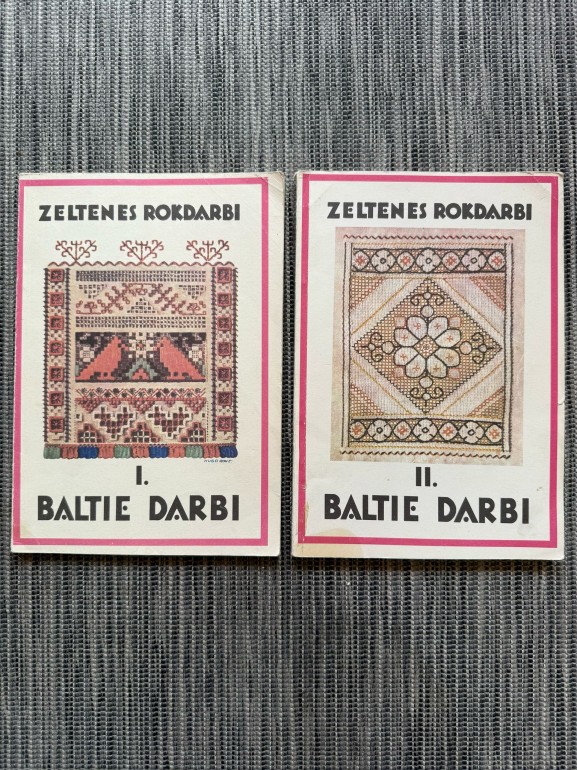 ZELTENES ROKDARBI
I.
BALTIE DARBI
ZELTENES ROKDARBI
II.
BALTIE DARBI